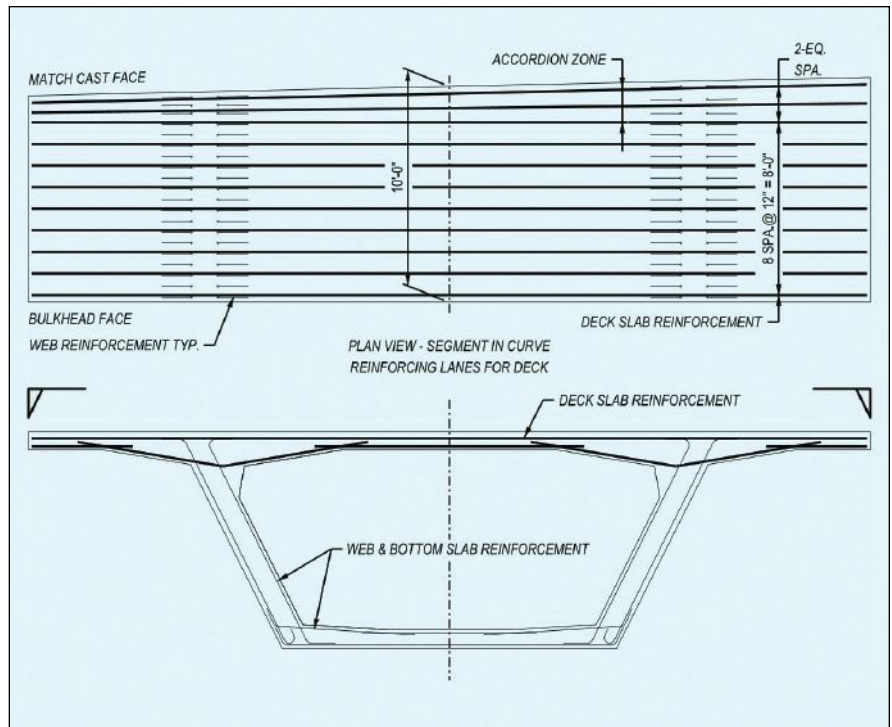 MATCH CAST FACE
ACCORDION ZONE
2-EQ.
SPA.
10'-0"
8 SPA.@ 12" = 8'-0"
BULKHEAD FACE
DECK SLAB REINFORCEMENT
WEB REINFORCEMENT TYP.
PLAN VIEW - SEGMENT IN CURVE
REINFORCING LANES FOR DECK
DECK SLAB REINFORCEMENT
WEB & BOTTOM SLAB REINFORCEMENT